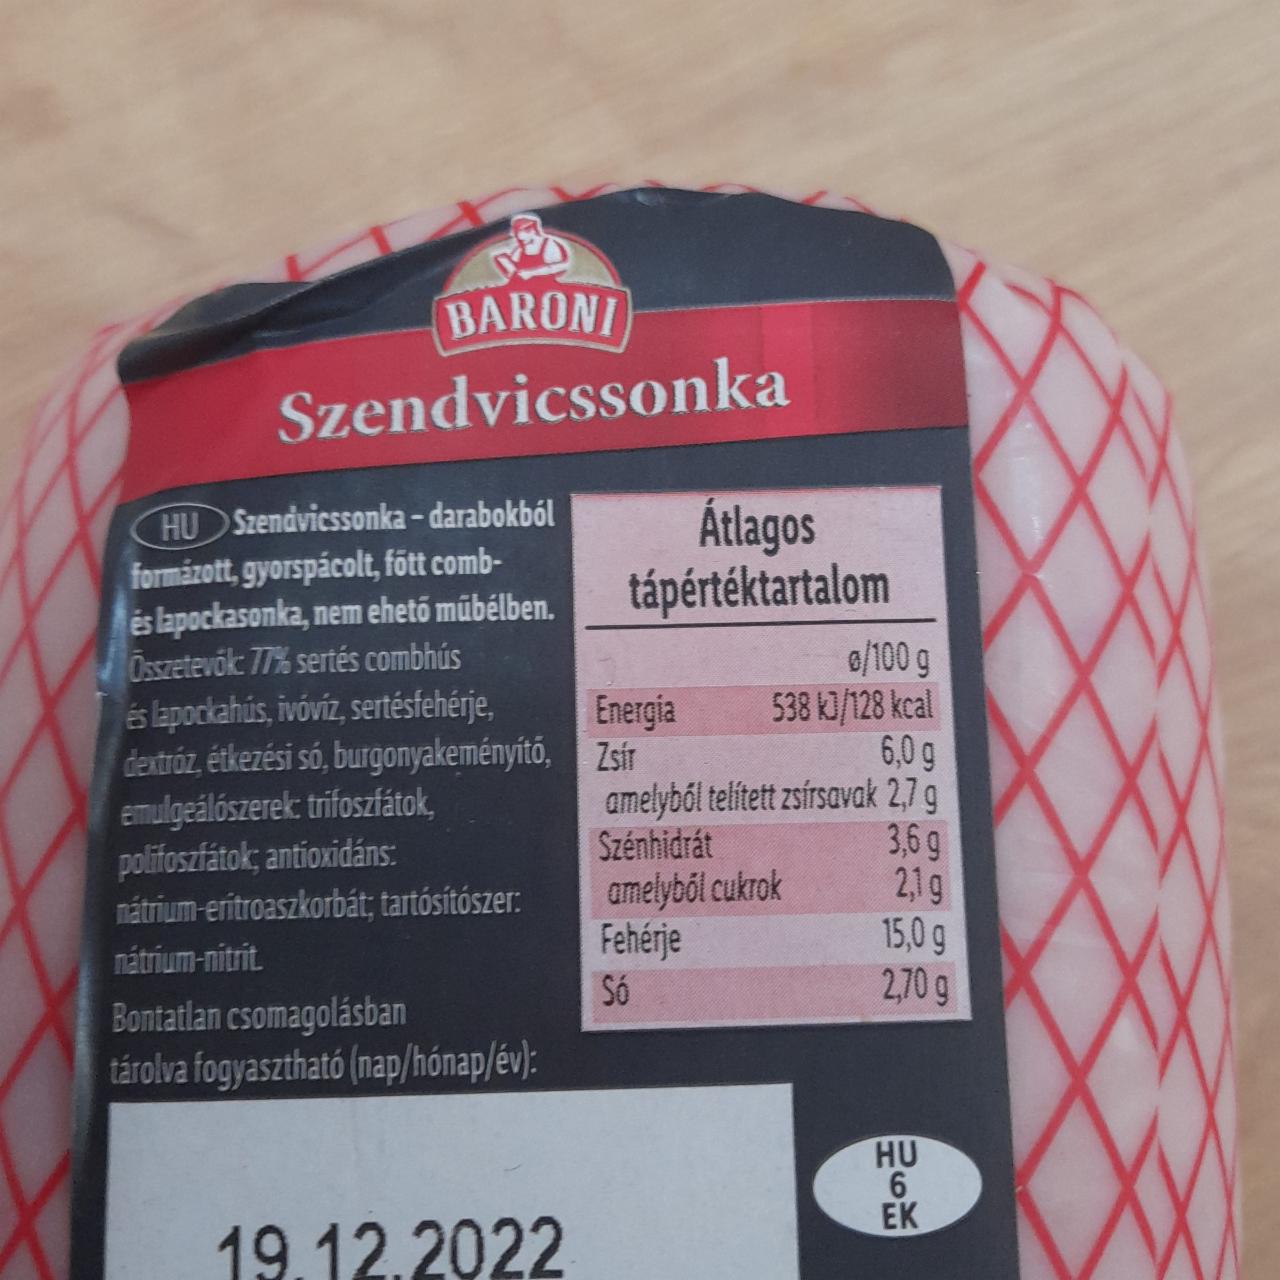 BARONI
Szendvicssonka
HU Szendvicssonka – darabokból
formázott, gyorspácolt, főtt comb-
és lapockasonka, nem ehető műbélben.
Összetevők: 77% sertés combhús
és lapockahús, ivóvíz, sertésfehérje,
dextróz, étkezési só, burgonyakeményítő,
emulgeálószerek: trifoszfátok,
polifoszfátok; antioxidáns:
nátrium-eritroaszkorbát; tartósítószer:
nátrium-nitrit.
Bontatlan csomagolásban
tárolva fogyasztható (nap/hónap/év):
19.12.2022
Átlagos
tápértéktartalom
ø/100 g
Energia 538 kJ/128 kcal
Zsír 6,0 g
amelyből telített zsírsavak 2,7 g
Szénhidrát 3,6 g
amelyből cukrok 2,1 g
Fehérje 15,0 g
Só 2,70 g
HU
6
EK